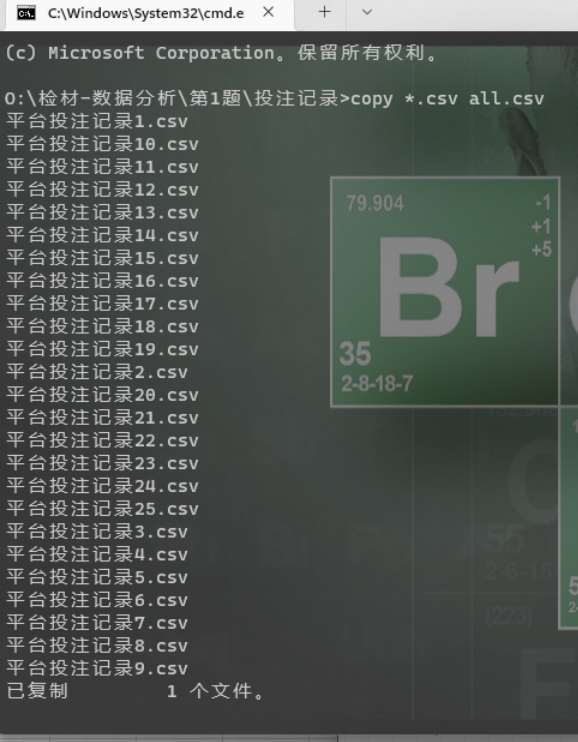 C:\Windows\System32\cmd.e
(c) Microsoft Corporation。保留所有权利。
O:\检材-数据分析\第1题\投注记录>copy *.csv all.csv
平台投注记录1.csv
平台投注记录10.csv
平台投注记录11.csv
平台投注记录12.csv
平台投注记录13.csv
平台投注记录14.csv
平台投注记录15.csv
平台投注记录16.csv
平台投注记录17.csv
平台投注记录18.csv
平台投注记录19.csv
平台投注记录2.csv
平台投注记录20.csv
平台投注记录21.csv
平台投注记录22.csv
平台投注记录23.csv
平台投注记录24.csv
平台投注记录25.csv
平台投注记录3.csv
平台投注记录4.csv
平台投注记录5.csv
平台投注记录6.csv
平台投注记录7.csv
平台投注记录8.csv
平台投注记录9.csv
已复制         1 个文件。
79.904
-1
+1
+5
Br
35
2-8-18-7
55
(223)